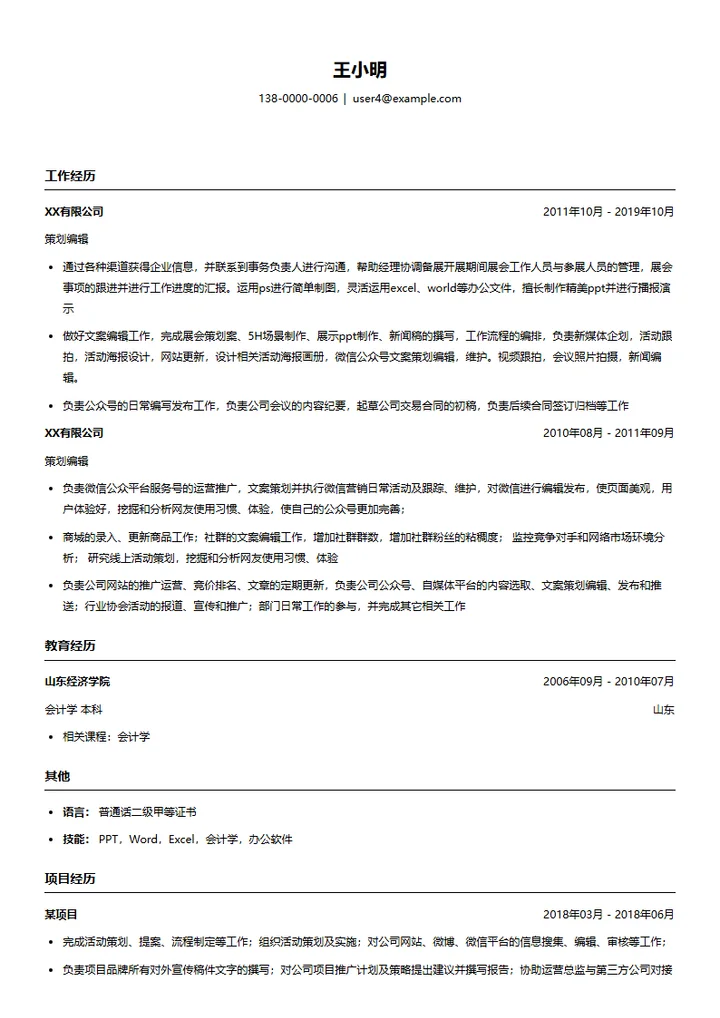 王小明
138-0000-0006 | user4@example.com
工作经历
XX有限公司 2011年10月 - 2019年10月
策划编辑
• 通过各种渠道获得企业信息，并联系到事务负责人进行沟通，帮助经理协调备展开展期间展会工作人员与参展人员的管理，展会
事项的跟进并进行工作进度的汇报。运用ps进行简单制图，灵活运用excel、world等办公文件，擅长制作精美ppt并进行播报演
示
• 做好文案编辑工作，完成展会策划案、5H场景制作、展示ppt制作、新闻稿的撰写，工作流程的编排，负责新媒体企划，活动跟
拍，活动海报设计，网站更新，设计相关活动海报画册，微信公众号文案策划编辑，维护。视频跟拍，会议照片拍摄，新闻编
辑。
• 负责公众号的日常编写发布工作，负责公司会议的内容纪要，起草公司交易合同的初稿，负责后续合同签订归档等工作
XX有限公司 2010年08月 - 2011年09月
策划编辑
• 负责微信公众平台服务号的运营推广，文案策划并执行微信营销日常活动及跟踪、维护，对微信进行编辑发布，使页面美观，用
户体验好，挖掘和分析网友使用习惯、体验，使自己的公众号更加完善；
• 商城的录入、更新商品工作；社群的文案编辑工作，增加社群群数，增加社群粉丝的粘稠度； 监控竞争对手和网络市场环境分
析； 研究线上活动策划，挖掘和分析网友使用习惯、体验
• 负责公司网站的推广运营、竞价排名、文章的定期更新，负责公司公众号、自媒体平台的内容选取、文案策划编辑、发布和推
送；行业协会活动的报道、宣传和推广；部门日常工作的参与，并完成其它相关工作
教育经历
山东经济学院 2006年09月 - 2010年07月
会计学 本科 山东
• 相关课程：会计学
其他
• 语言： 普通话二级甲等证书
• 技能： PPT，Word，Excel，会计学，办公软件
项目经历
某项目 2018年03月 - 2018年06月
• 完成活动策划、提案、流程制定等工作；组织活动策划及实施；对公司网站、微博、微信平台的信息搜集、编辑、审核等工作；
• 负责项目品牌所有对外宣传稿件文字的撰写；对公司项目推广计划及策略提出建议并撰写报告；协助运营总监与第三方公司对接